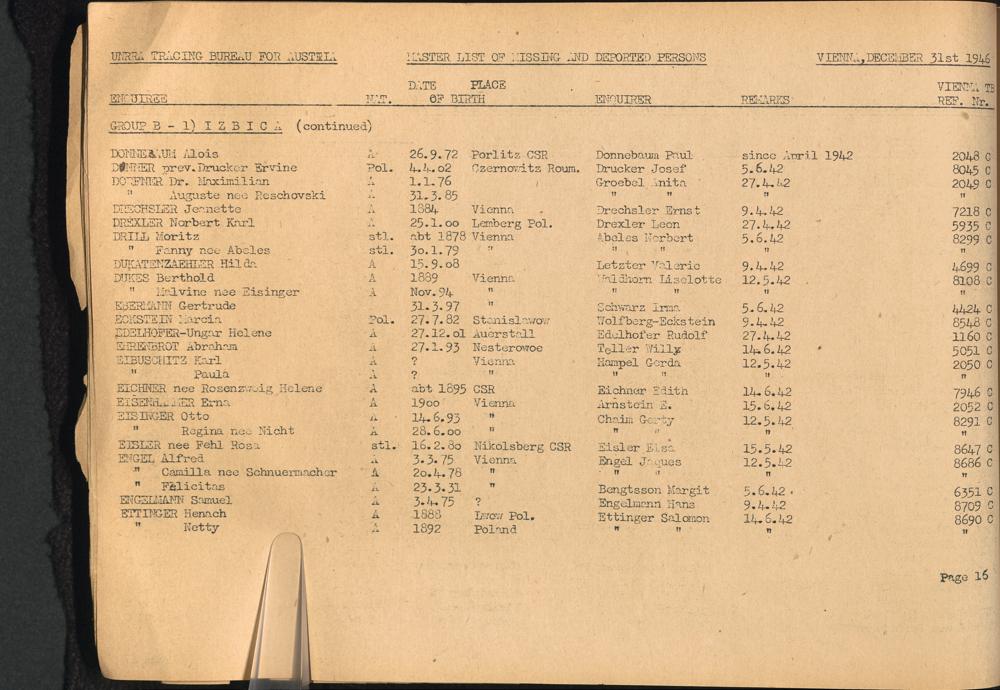 UNRRA TRACING BUREAU FOR AUSTRIA MASTER LIST OF MISSING AND DEPORTED PERSONS VIENNA, DECEMBER 31st 1946
DATE PLACE VIENNA TB
ENQUIREE NAT. OF BIRTH ENQUIRER REMARKS REF. Nr.
GROUP B - 1) I Z B I C A (continued)
DONNEBAUM Alois A 26.9.72 Porlitz CSR Donnebaum Paul since April 1942 2048 C
DONNER prev.Drucker Ervine Pol. 4.4.02 Czernowitz Roum. Drucker Josef 5.6.42 8045 C
DORFNER Dr. Maximilian A 1.1.76 Groebel Anita 27.4.42 2049 C
" Auguste nee Reschovski A 31.3.85 " " " "
DRECHSLER Jeanette A 1884 Vienna Drechsler Ernst 9.4.42 7218 C
DREXLER Norbert Karl A 25.1.00 Lemberg Pol. Drexler Leon 27.4.42 5935 C
DRILL Moritz stl. abt 1878 Vienna Abeles Norbert 5.6.42 8299 C
" Fanny nee Abeles stl. 30.1.79 " " " " "
DUKATENZAEHLER Hilda A 15.9.08 Letzter Valerie 9.4.42 4699 C
DUKES Berthold A 1889 Vienna Waldhorn Liselotte 12.5.42 8108 C
" Malvine nee Eisinger A Nov.94 " " " " "
EBERMANN Gertrude 31.3.97 " Schwarz Irma 5.6.42 4424 C
ECKSTEIN Marcia Pol. 27.7.82 Stanislawow Wolfberg-Eckstein 9.4.42 8548 C
EDELHOFER-Ungar Helene A 27.12.01 Auerstall Edelhofer Rudolf 27.4.42 1160 C
EHRENBROT Abraham A 27.1.93 Nesterowoe Teller Willy 14.6.42 5051 C
EIBUSCHITZ Karl A ? Vienna Hampel Gerda 12.5.42 2050 C
" Paula A ? " " " " "
EICHNER nee Rosenzweig Helene A abt 1895 CSR Eichner Edith 14.6.42 7946 C
EISENHAMMER Erna A 1900 Vienna Arnstein E. 15.6.42 2052 C
EISINGER Otto A 14.6.93 " Chaim Gerty 12.5.42 8291 C
" Regina nee Nicht A 28.6.00 " " " " "
EISLER nee Fehl Rosa stl. 16.2.80 Nikolsberg CSR Eisler Elsa 15.5.42 8647 C
ENGEL Alfred A 3.3.75 Vienna Engel Jaques 12.5.42 8686 C
" Camilla nee Schnuermacher A 20.4.78 " " " " "
" Felicitas A 23.3.31 " Bengtsson Margit 5.6.42 6351 C
ENGELMANN Samuel A 3.4.75 ? Engelmann Hans 9.4.42 8709 C
ETTINGER Henach A 1888 Lwow Pol. Ettinger Salomon 14.6.42 8690 C
" Netty A 1892 Poland " " " "
Page 16